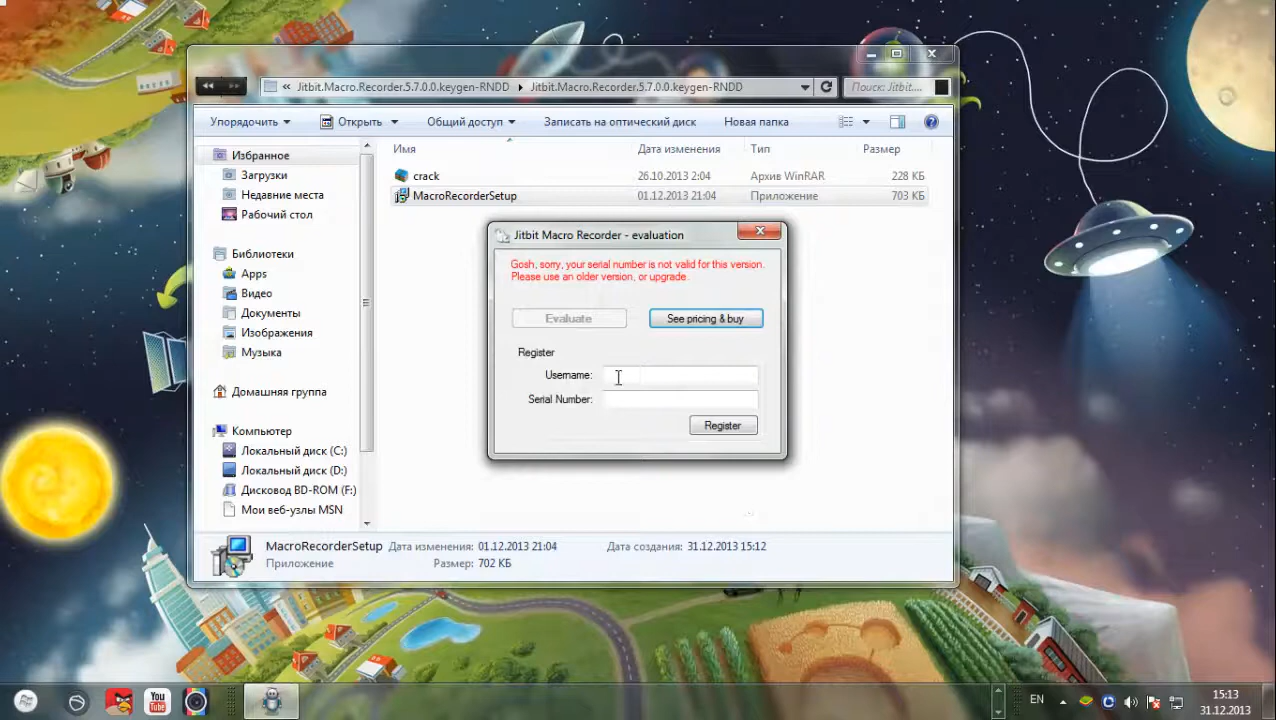 « Jitbit.Macro.Recorder.5.7.0.0.keygen-RNDD ▸ Jitbit.Macro.Recorder.5.7.0.0.keygen-RNDD
Поиск: Jitbit....
Упорядочить Открыть Общий доступ Записать на оптический диск Новая папка
Имя Дата изменения Тип Размер
Избранное
Загрузки
Недавние места
Рабочий стол
Библиотеки
Apps
Видео
Документы
Изображения
Музыка
Домашняя группа
Компьютер
Локальный диск (C:)
Локальный диск (D:)
Дисковод BD-ROM (F:)
Мои веб-узлы MSN
crack 26.10.2013 2:04 Архив WinRAR 228 КБ
MacroRecorderSetup 01.12.2013 21:04 Приложение 703 КБ
Jitbit Macro Recorder - evaluation
Gosh, sorry, your serial number is not valid for this version.
Please use an older version, or upgrade.
Evaluate See pricing & buy
Register
Username:
Serial Number:
Register
MacroRecorderSetup Дата изменения: 01.12.2013 21:04 Дата создания: 31.12.2013 15:12
Приложение Размер: 702 КБ
You
Tube
EN
15:13
31.12.2013